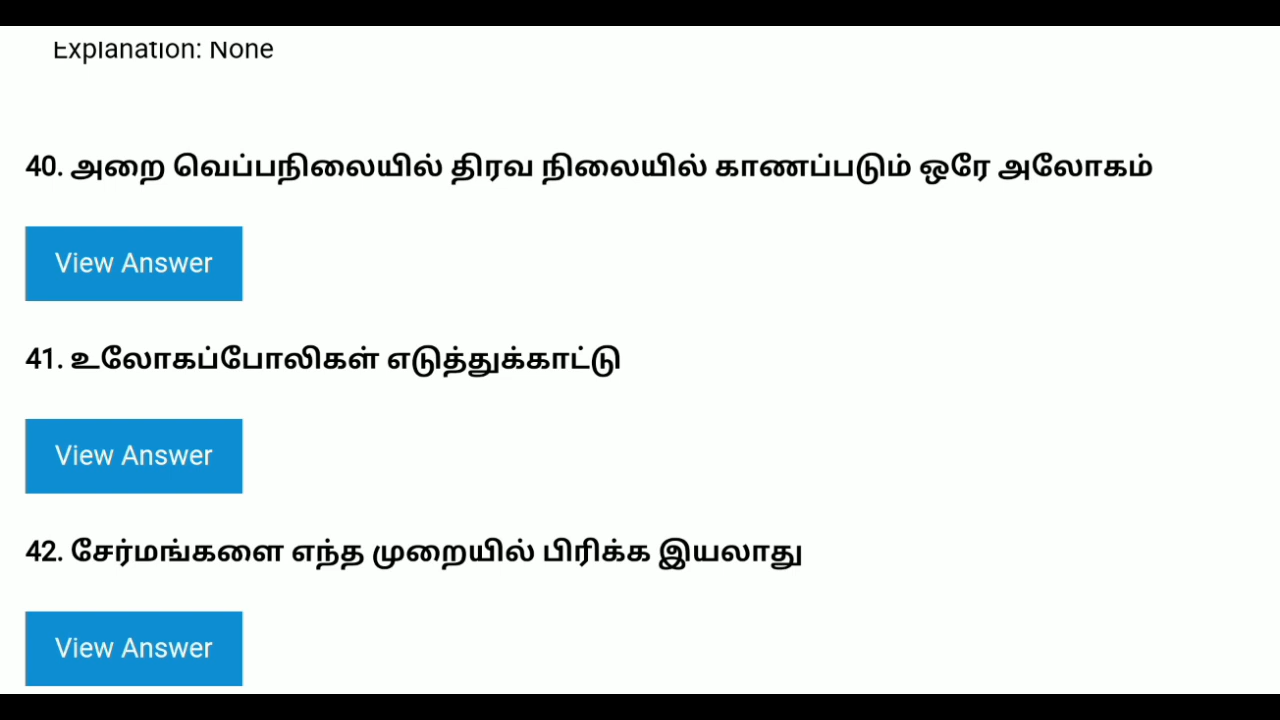 Explanation: None
40. அறை வெப்பநிலையில் திரவ நிலையில் காணப்படும் ஒரே அலோகம்
View Answer
41. உலோகப்போலிகள் எடுத்துக்காட்டு
View Answer
42. சேர்மங்களை எந்த முறையில் பிரிக்க இயலாது
View Answer